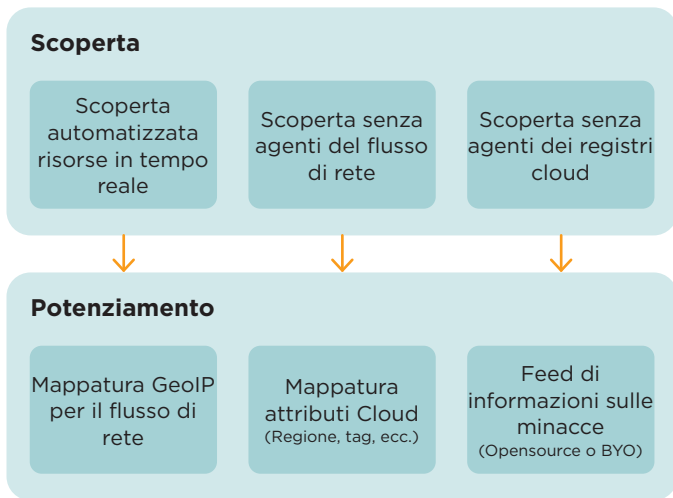 Scoperta
Scoperta
automatizzata
risorse in tempo
reale
Scoperta senza
agenti del flusso
di rete
Scoperta senza
agenti dei registri
cloud
Potenziamento
Mappatura GeoIP
per il flusso di
rete
Mappatura
attributi Cloud
(Regione, tag, ecc.)
Feed di
informazioni sulle
minacce
(Opensource o BYO)